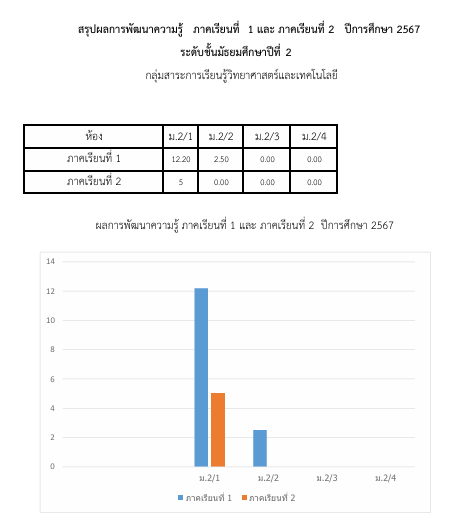 สรุปผลการพัฒนาความรู้ ภาคเรียนที่ 1 และ ภาคเรียนที่ 2 ปีการศึกษา 2567
ระดับชั้นมัธยมศึกษาปีที่ 2
กลุ่มสาระการเรียนรู้วิทยาศาสตร์และเทคโนโลยี
ห้อง ม.2/1 ม.2/2 ม.2/3 ม.2/4
ภาคเรียนที่ 1 12.20 2.50 0.00 0.00
ภาคเรียนที่ 2 5 0.00 0.00 0.00
ผลการพัฒนาความรู้ ภาคเรียนที่ 1 และ ภาคเรียนที่ 2 ปีการศึกษา 2567
14
12
10
8
6
4
2
0
ม.2/1 ม.2/2 ม.2/3 ม.2/4
ภาคเรียนที่ 1 ภาคเรียนที่ 2